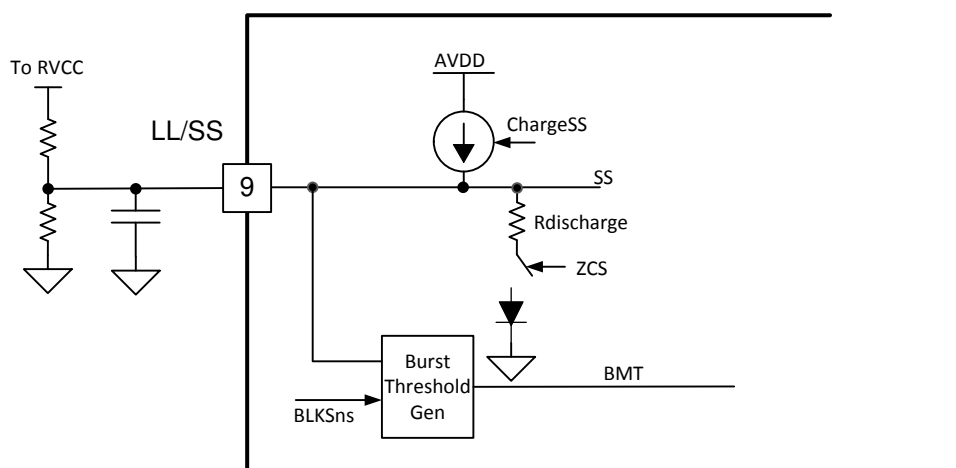 To RVCC
AVDD
LL/SS
ChargeSS
9
SS
Rdischarge
ZCS
Burst
Threshold
Gen
BMT
BLKSns